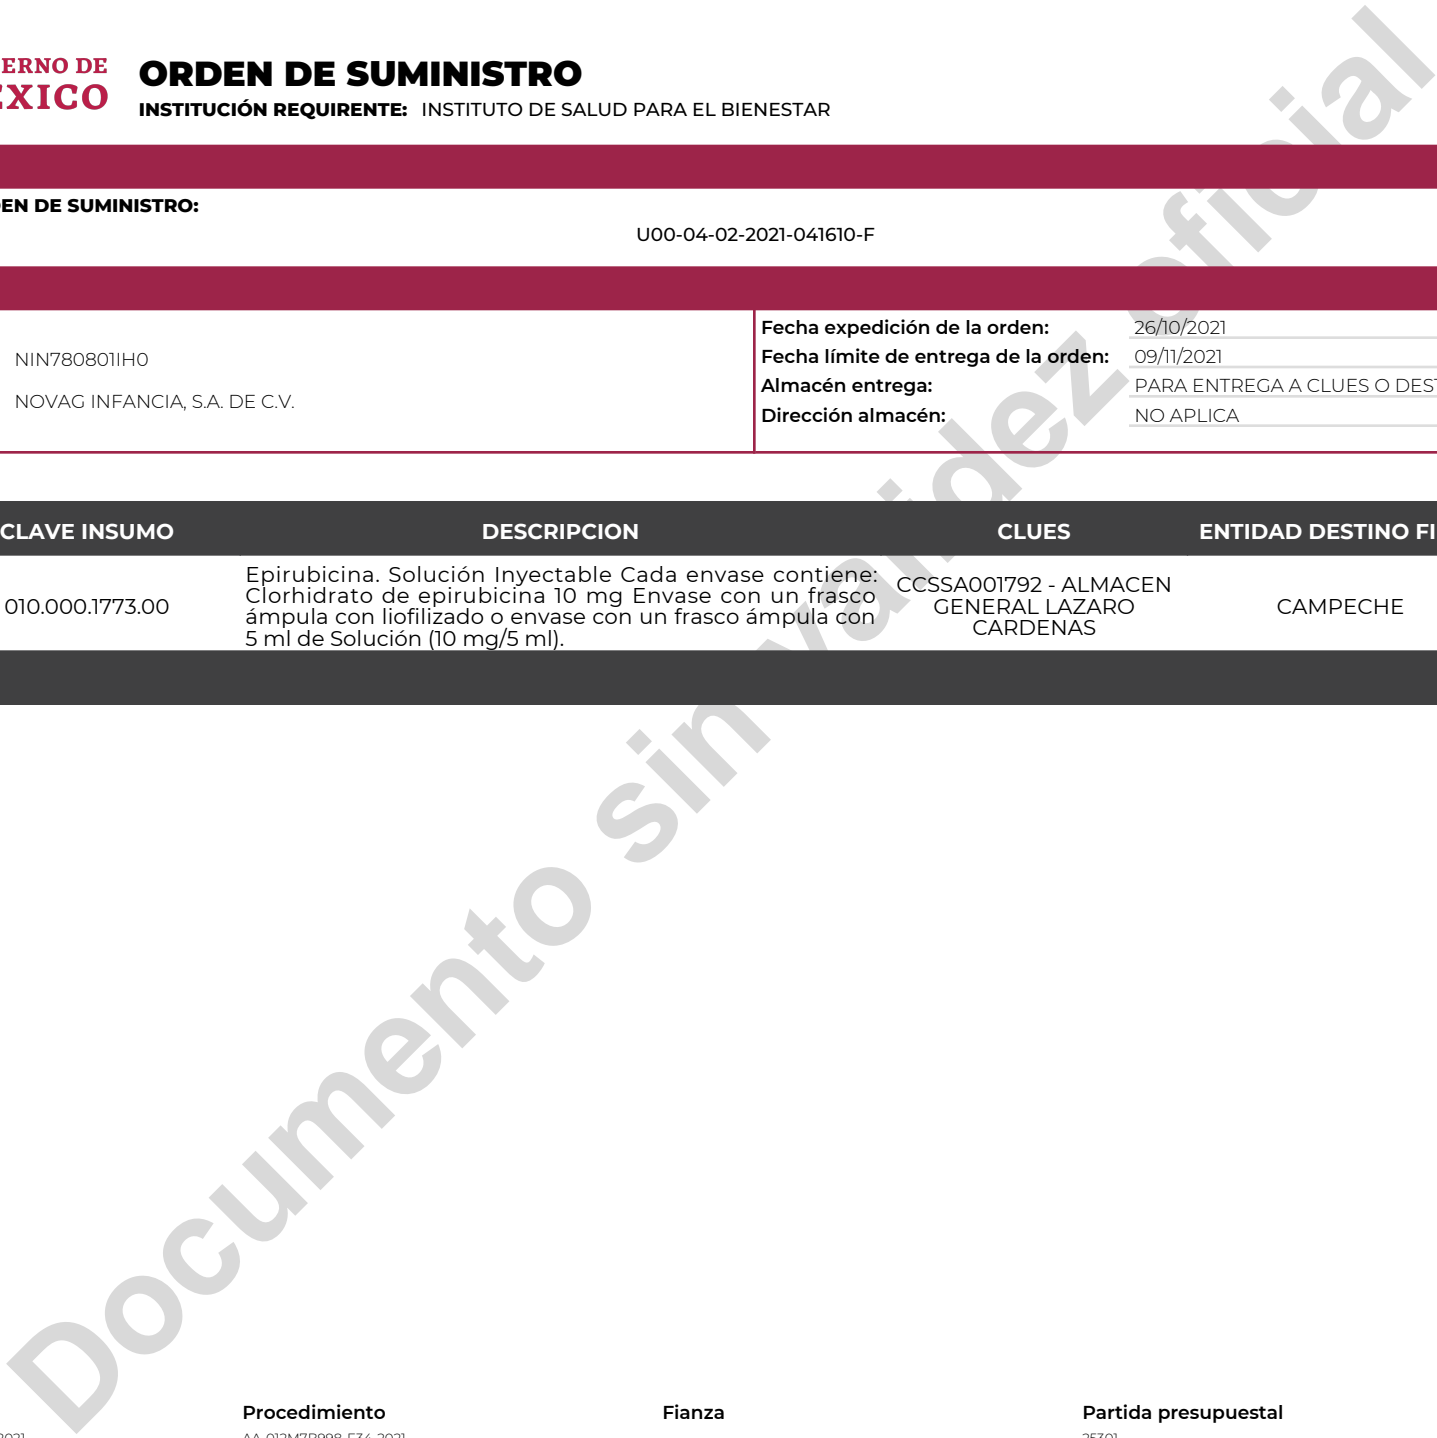 ERNO DE
EXICO
ORDEN DE SUMINISTRO
INSTITUCIÓN REQUIRENTE: INSTITUTO DE SALUD PARA EL BIENESTAR
EN DE SUMINISTRO:
U00-04-02-2021-041610-F
NIN780801IH0
NOVAG INFANCIA, S.A. DE C.V.
Fecha expedición de la orden: 26/10/2021
Fecha límite de entrega de la orden: 09/11/2021
Almacén entrega: PARA ENTREGA A CLUES O DEST
Dirección almacén: NO APLICA
CLAVE INSUMO DESCRIPCION CLUES ENTIDAD DESTINO FI
010.000.1773.00
Epirubicina. Solución Inyectable Cada envase contiene:
Clorhidrato de epirubicina 10 mg Envase con un frasco
ámpula con liofilizado o envase con un frasco ámpula con
5 ml de Solución (10 mg/5 ml).
CCSSA001792 - ALMACEN
GENERAL LAZARO
CARDENAS
CAMPECHE
Documento sin validez oficial
Procedimiento Fianza Partida presupuestal